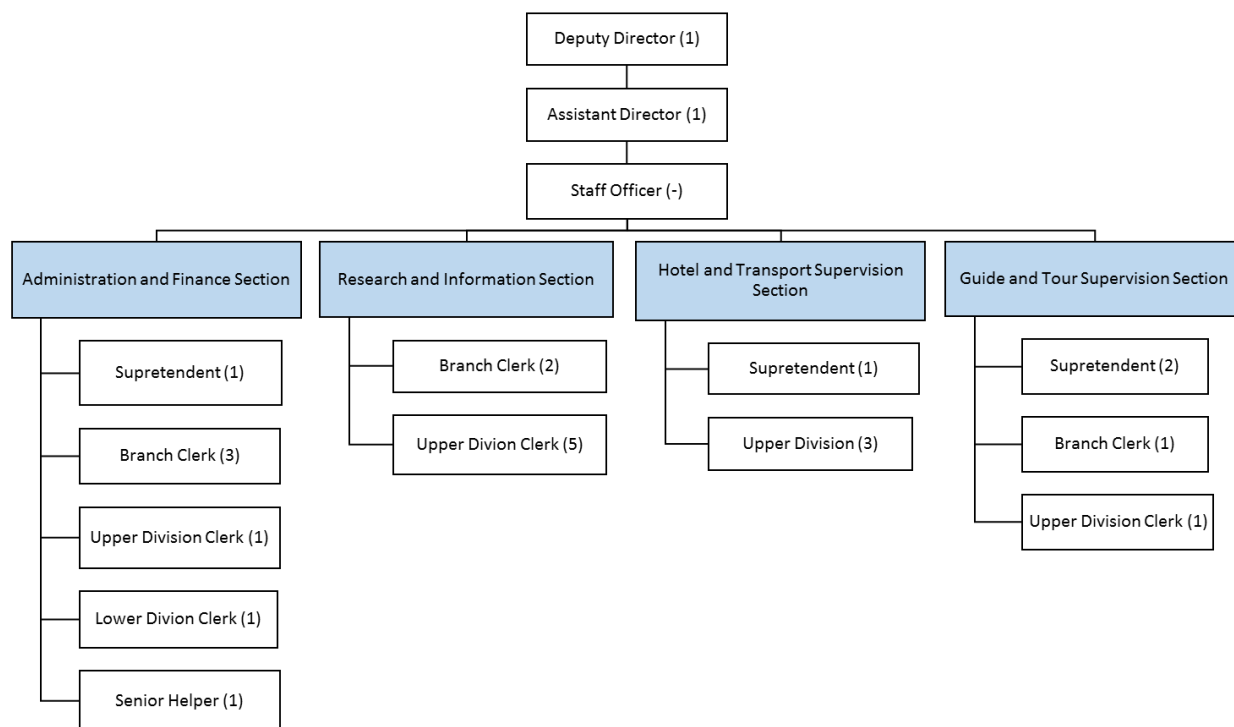 Deputy Director (1)
Assistant Director (1)
Staff Officer (-)
Administration and Finance Section
Supretendent (1)
Branch Clerk (3)
Upper Division Clerk (1)
Lower Divion Clerk (1)
Senior Helper (1)
Research and Information Section
Branch Clerk (2)
Upper Divion Clerk (5)
Hotel and Transport Supervision
Section
Supretendent (1)
Upper Division (3)
Guide and Tour Supervision Section
Supretendent (2)
Branch Clerk (1)
Upper Division Clerk (1)